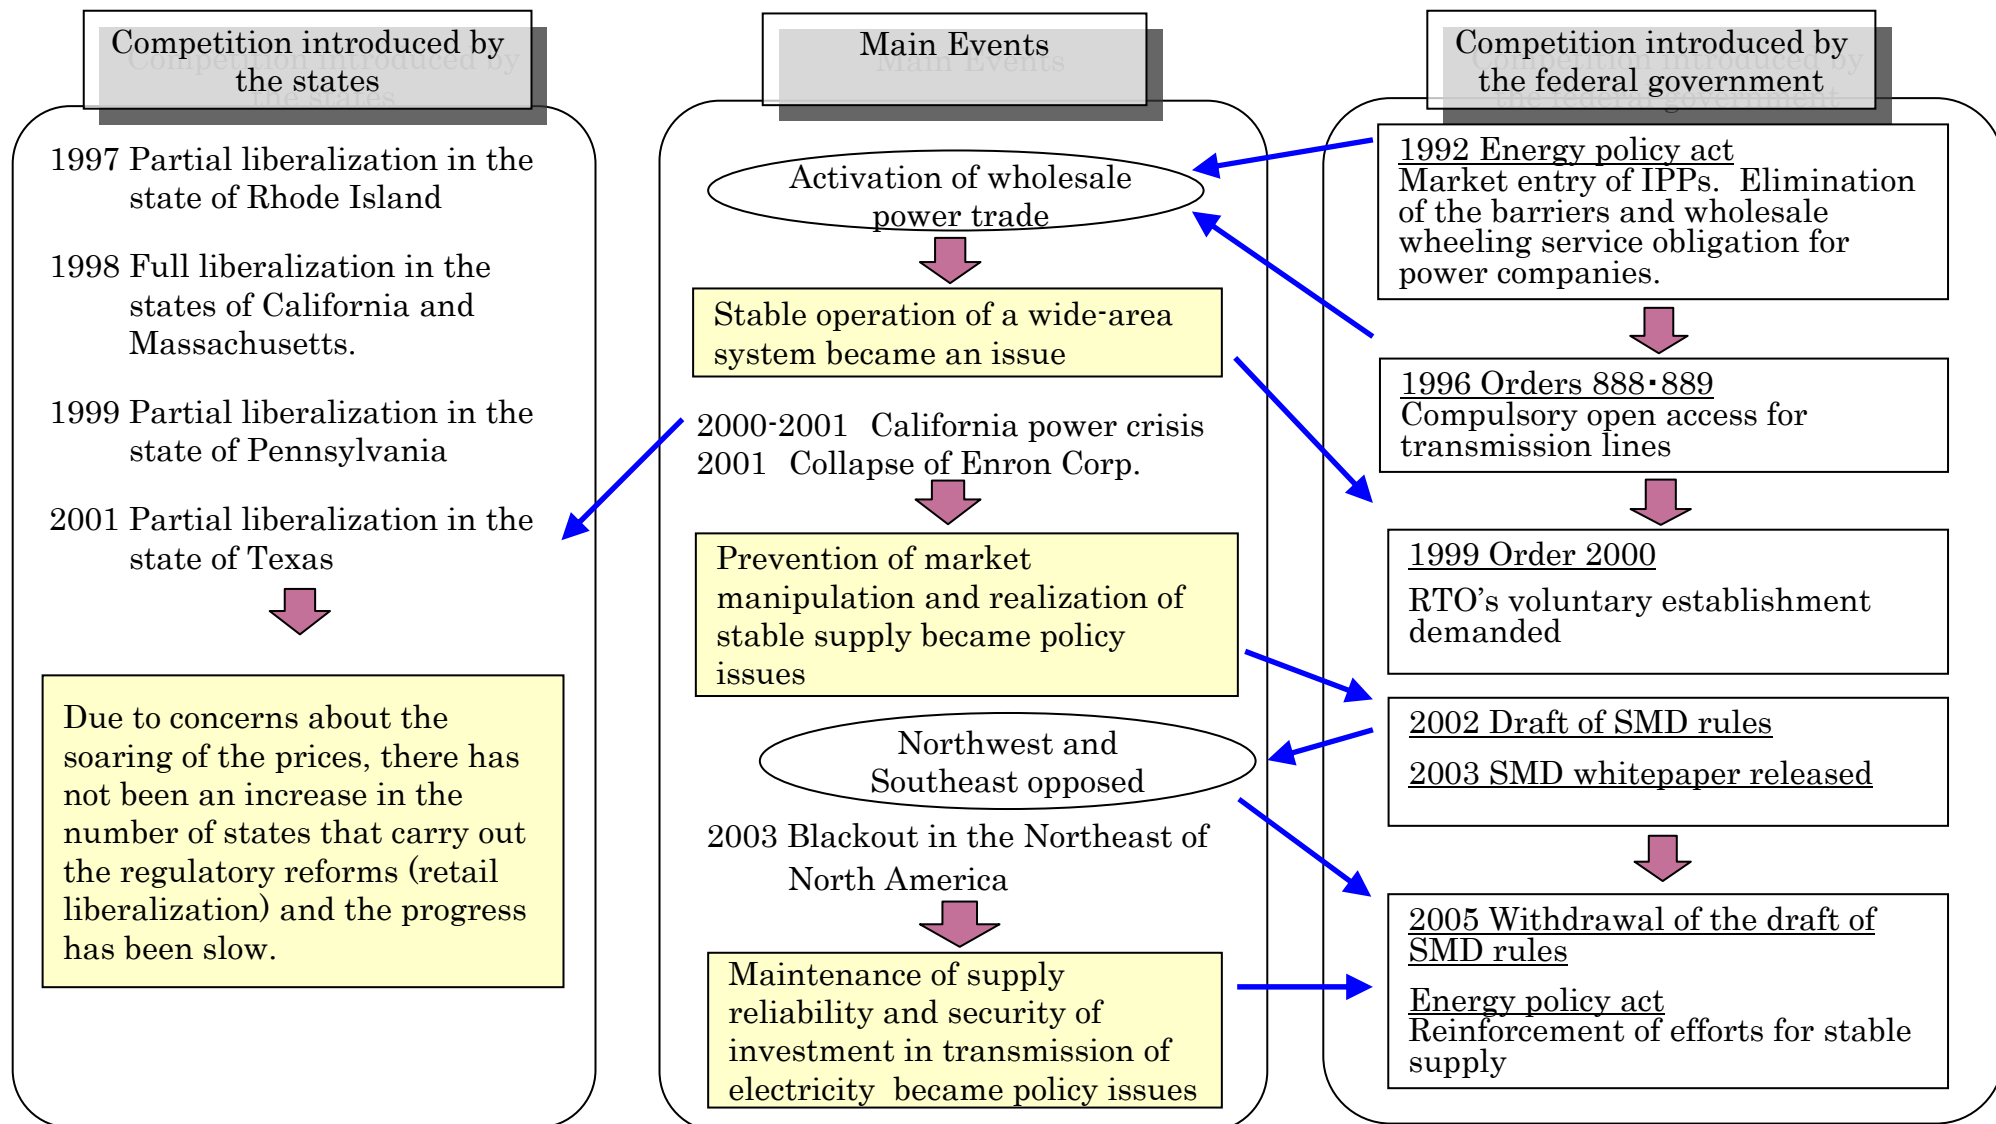 Competition introduced by
the states
1997 Partial liberalization in the
state of Rhode Island
1998 Full liberalization in the
states of California and
Massachusetts.
1999 Partial liberalization in the
state of Pennsylvania
2001 Partial liberalization in the
state of Texas
Due to concerns about the
soaring of the prices, there has
not been an increase in the
number of states that carry out
the regulatory reforms (retail
liberalization) and the progress
has been slow.
Main Events
Activation of wholesale
power trade
Stable operation of a wide-area
system became an issue
2000-2001 California power crisis
2001 Collapse of Enron Corp.
Prevention of market
manipulation and realization of
stable supply became policy
issues
Northwest and
Southeast opposed
2003 Blackout in the Northeast of
North America
Maintenance of supply
reliability and security of
investment in transmission of
electricity became policy issues
Competition introduced by
the federal government
1992 Energy policy act
Market entry of IPPs. Elimination
of the barriers and wholesale
wheeling service obligation for
power companies.
1996 Orders 888・889
Compulsory open access for
transmission lines
1999 Order 2000
RTO’s voluntary establishment
demanded
2002 Draft of SMD rules
2003 SMD whitepaper released
2005 Withdrawal of the draft of
SMD rules
Energy policy act
Reinforcement of efforts for stable
supply